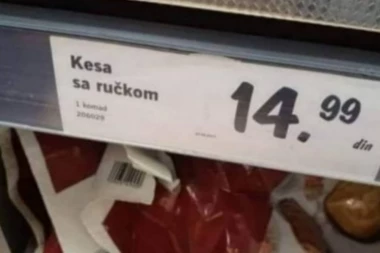 Kesa
sa ručkom
1 komad
206029
14.99
din